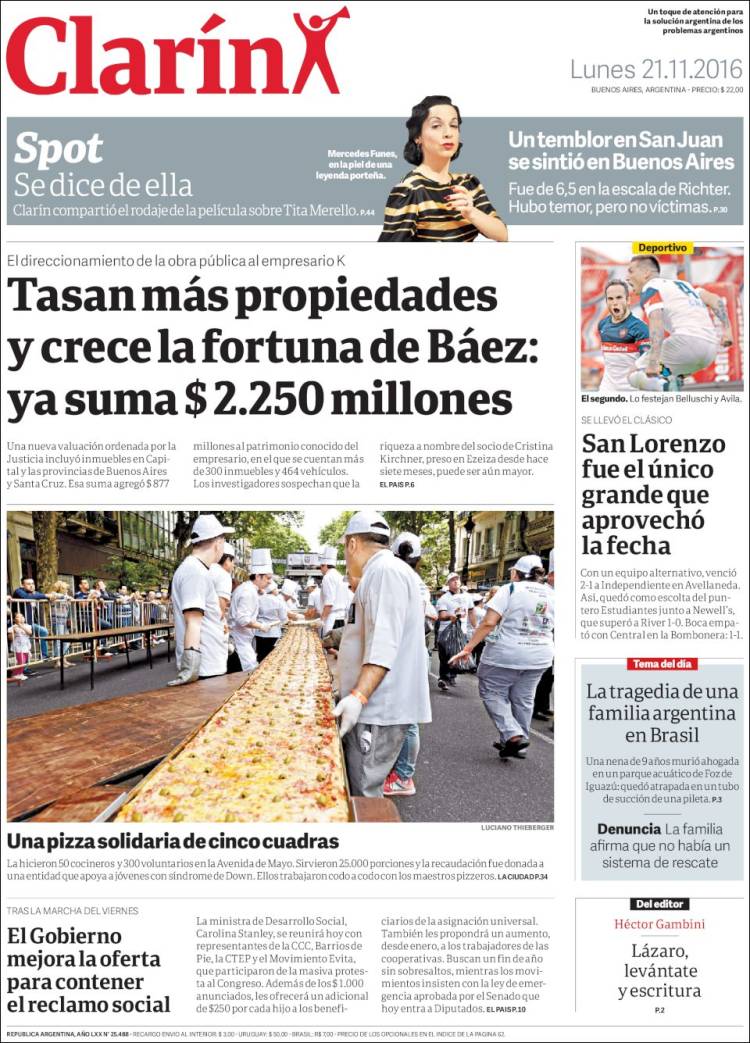 Clarín
Un toque de atención para
la solución argentina de los
problemas argentinos
Lunes 21.11.2016
BUENOS AIRES, ARGENTINA - PRECIO: $ 22,00
Spot
Se dice de ella
Clarín compartió el rodaje de la película sobre Tita Merello. P.44
Mercedes Funes,
en la piel de una
leyenda porteña.
Un temblor en San Juan
se sintió en Buenos Aires
Fue de 6,5 en la escala de Richter.
Hubo temor, pero no víctimas. P.30
El direccionamiento de la obra pública al empresario K
Tasan más propiedades
y crece la fortuna de Báez:
ya suma $ 2.250 millones
Una nueva valuación ordenada por la
Justicia incluyó inmuebles en Capi-
tal y las provincias de Buenos Aires
y Santa Cruz. Esa suma agregó $ 877
millones al patrimonio conocido del
empresario, en el que se cuentan más
de 300 inmuebles y 464 vehículos.
Los investigadores sospechan que la
riqueza a nombre del socio de Cristina
Kirchner, preso en Ezeiza desde hace
siete meses, puede ser aún mayor.
EL PAIS P.6
LUCIANO THIEBERGER
Una pizza solidaria de cinco cuadras
La hicieron 50 cocineros y 300 voluntarios en la Avenida de Mayo. Sirvieron 25.000 porciones y la recaudación fue donada a
una entidad que apoya a jóvenes con síndrome de Down. Ellos trabajaron codo a codo con los maestros pizzeros. LA CIUDAD P.34
TRAS LA MARCHA DEL VIERNES
El Gobierno
mejora la oferta
para contener
el reclamo social
La ministra de Desarrollo Social,
Carolina Stanley, se reunirá hoy con
representantes de la CCC, Barrios de
Pie, la CTEP y el Movimiento Evita,
que participaron de la masiva protes-
ta al Congreso. Además de los $ 1.000
anunciados, les ofrecerá un adicional
de $250 por cada hijo a los benefi-
ciarios de la asignación universal.
También les propondrá un aumento,
desde enero, a los trabajadores de las
cooperativas. Buscan un fin de año
sin sobresaltos, mientras los movi-
mientos insisten con la ley de emer-
gencia aprobada por el Senado que
hoy entra a Diputados. EL PAIS P.10
Deportivo
El segundo. Lo festejan Belluschi y Avila.
SE LLEVÓ EL CLÁSICO
San Lorenzo
fue el único
grande que
aprovechó
la fecha
Con un equipo alternativo, venció
2-1 a Independiente en Avellaneda.
Así, quedó como escolta del pun-
tero Estudiantes junto a Newell's,
que superó a River 1-0. Boca empa-
tó con Central en la Bombonera: 1-1.
Tema del día
La tragedia de una
familia argentina
en Brasil
Una nena de 9 años murió ahogada
en un parque acuático de Foz de
Iguazú: quedó atrapada en un tubo
de succión de una pileta. P.3
Denuncia La familia
afirma que no había un
sistema de rescate
Del editor
Héctor Gambini
Lázaro,
levántate
y escritura
P.2
REPUBLICA ARGENTINA, AÑO LXX N° 25.488 - RECARGO ENVIO AL INTERIOR: $ 3,00 - URUGUAY: $ 50,00 - BRASIL: R$ 7,00 - PRECIO DE LOS OPCIONALES EN EL INDICE DE LA PAGINA 62.